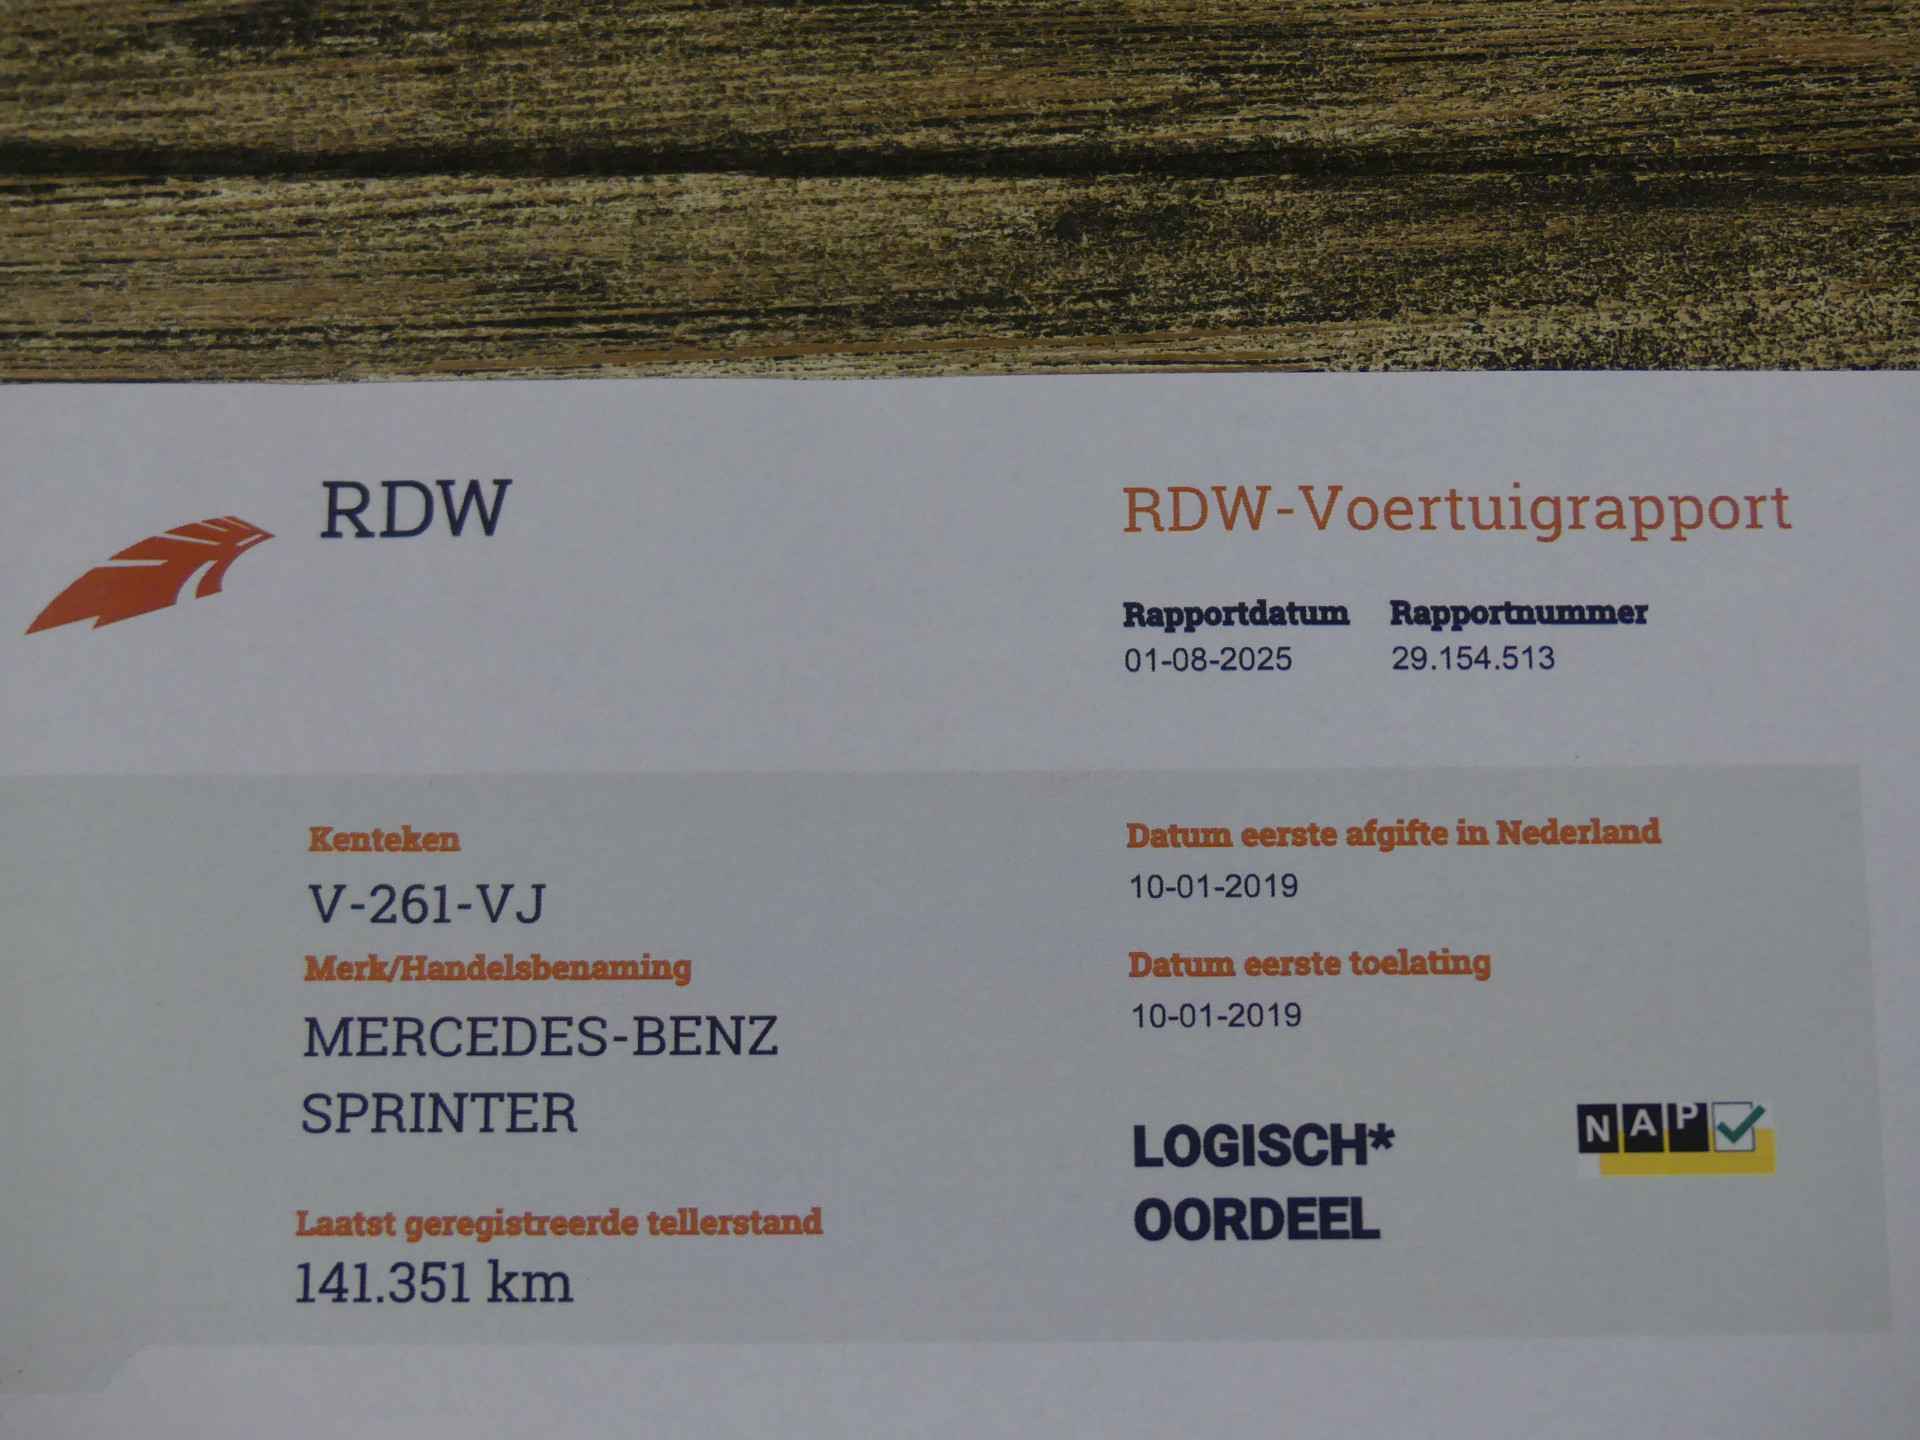 RDW
RDW-Voertuigrapport
Rapportdatum Rapportnummer
01-08-2025 29.154.513
Kenteken
V-261-VJ
Merk/Handelsbenaming
MERCEDES-BENZ
SPRINTER
Laatst geregistreerde tellerstand
141.351 km
Datum eerste afgifte in Nederland
10-01-2019
Datum eerste toelating
10-01-2019
LOGISCH*
OORDEEL
NAP